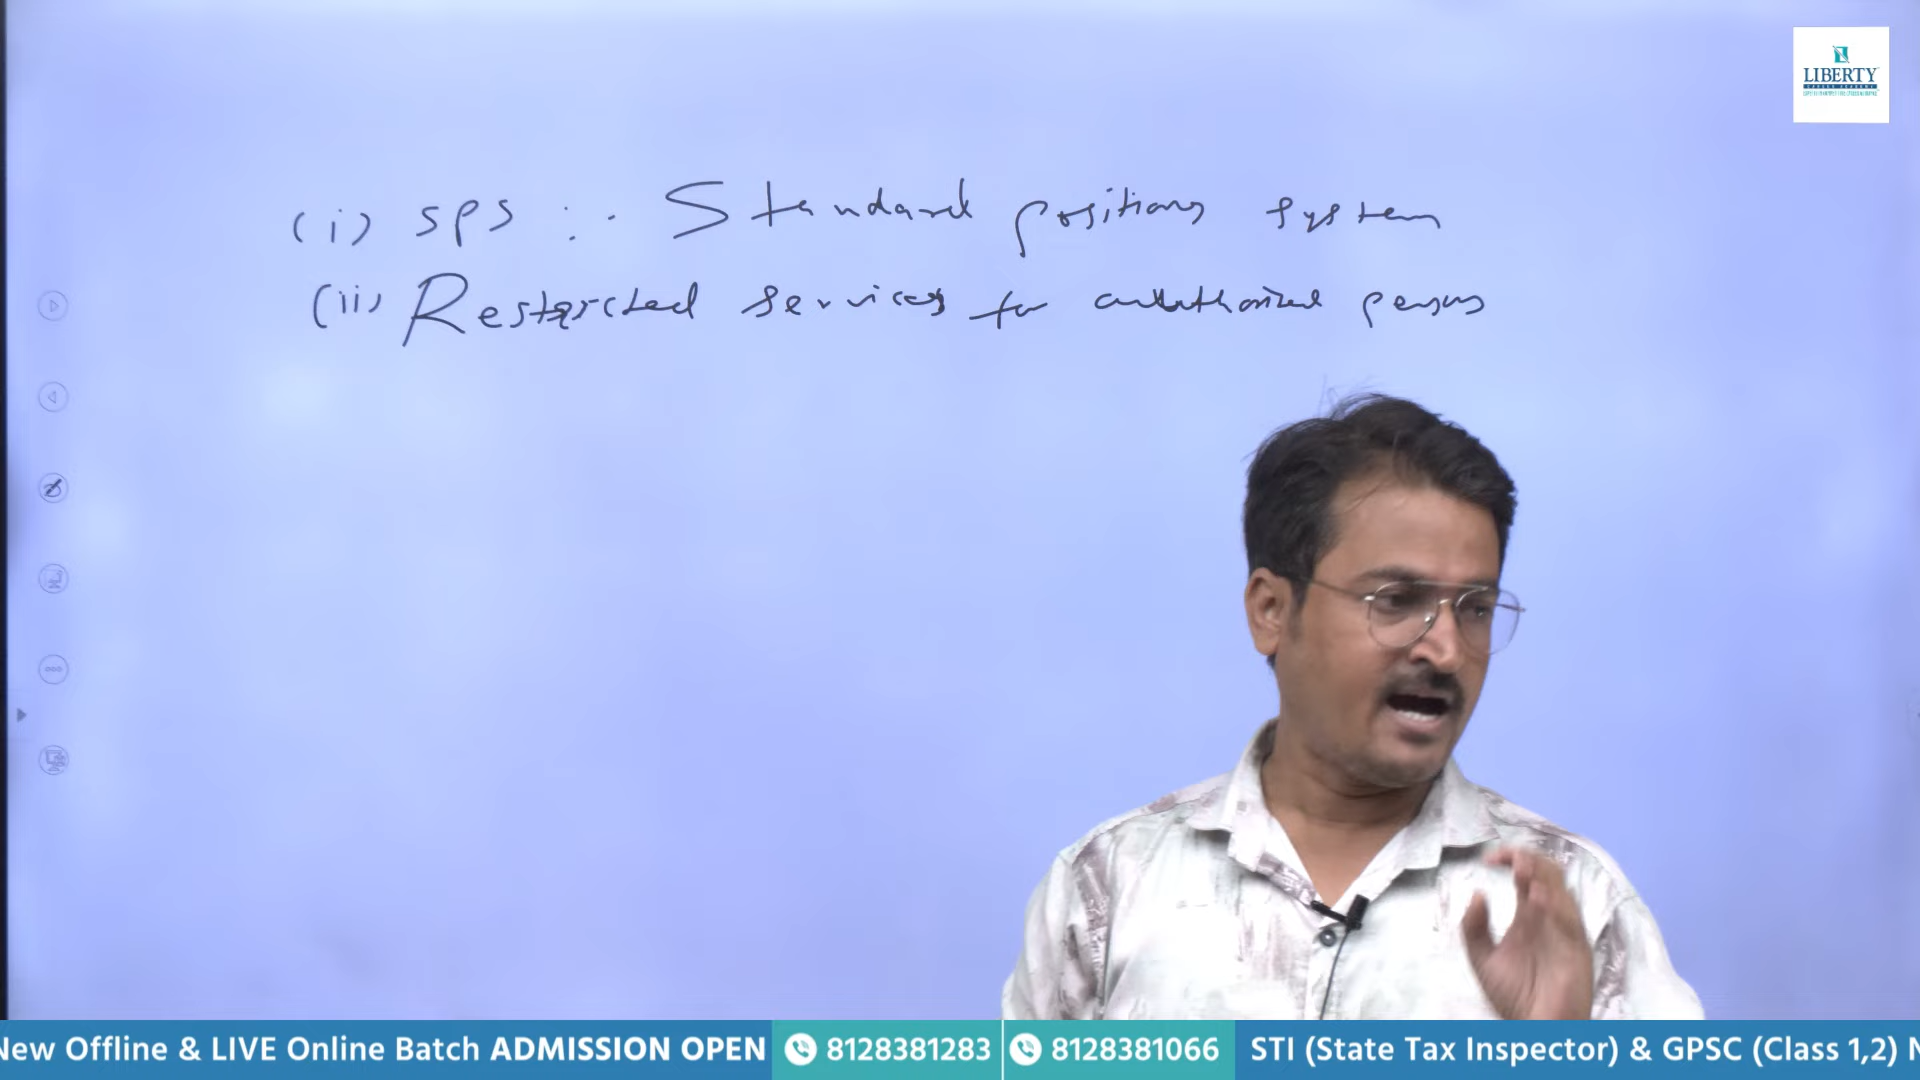 LIBERTY
(i) SPS :- Standard positions system
(ii) Restricted services for authorized persons
New Offline & LIVE Online Batch ADMISSION OPEN 8128381283 8128381066 STI (State Tax Inspector) & GPSC (Class 1,2) N